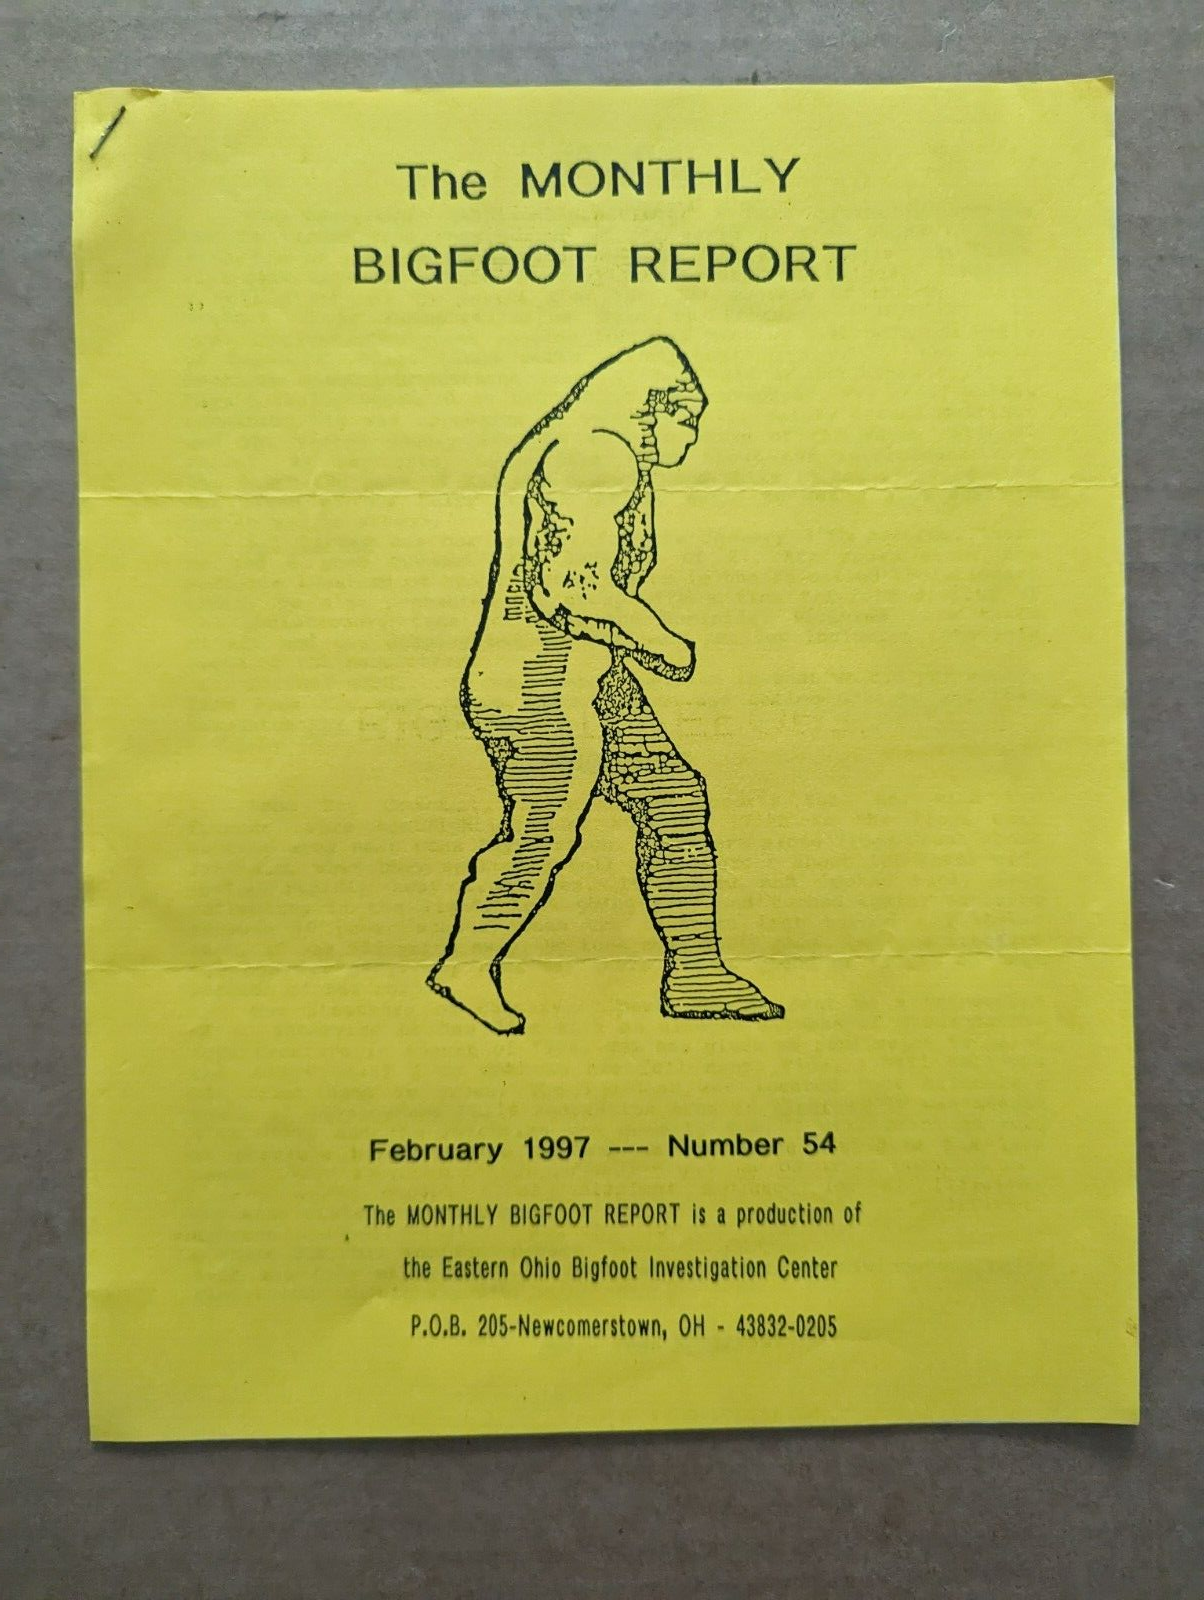 The MONTHLY
BIGFOOT REPORT
February 1997 --- Number 54
The MONTHLY BIGFOOT REPORT is a production of
the Eastern Ohio Bigfoot Investigation Center
P.O.B. 205-Newcomerstown, OH - 43832-0205